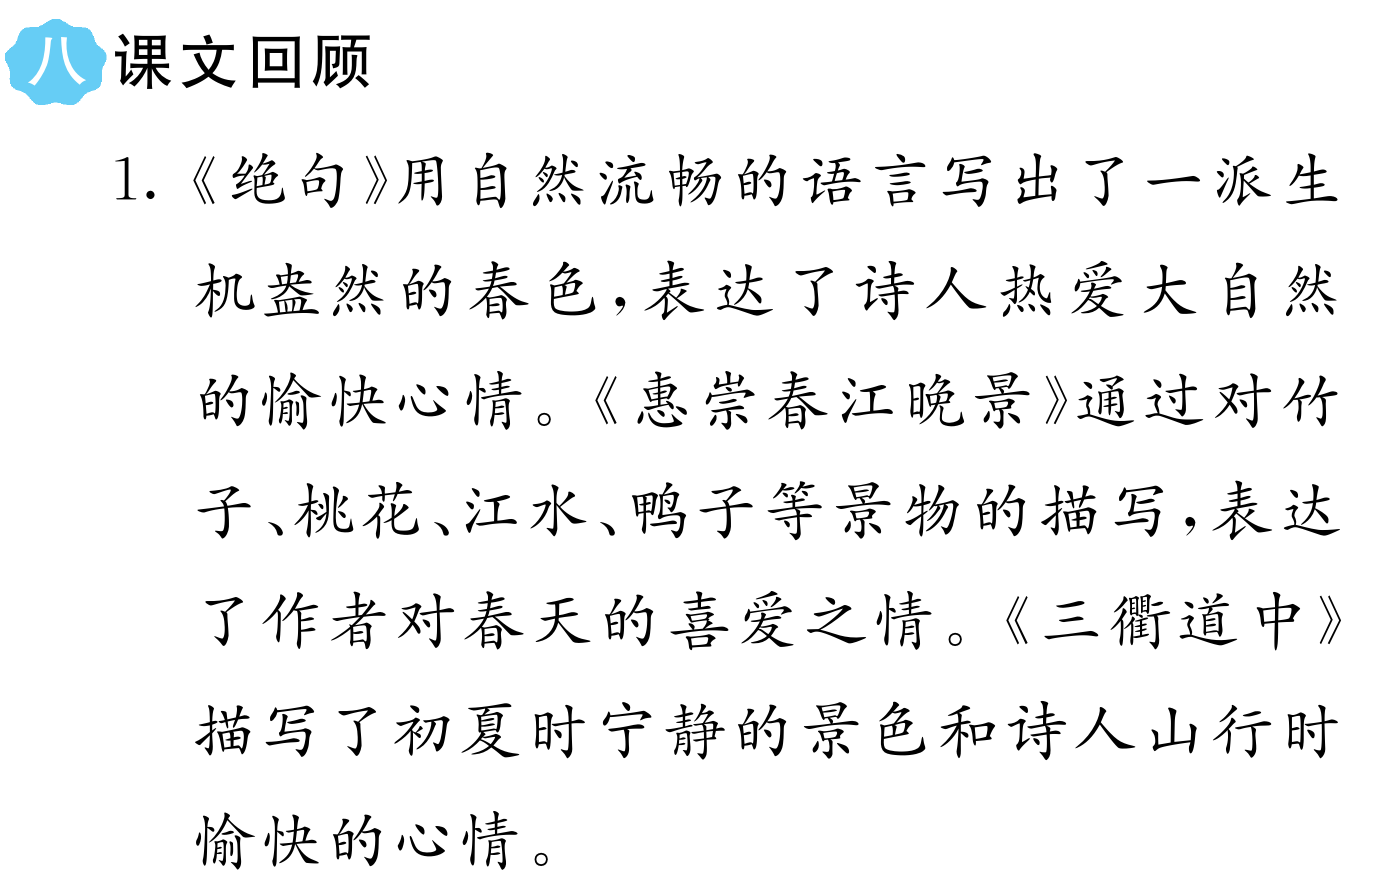 八 课文回顾
1.《绝句》用自然流畅的语言写出了一派生
机盎然的春色,表达了诗人热爱大自然
的愉快心情。《惠崇春江晚景》通过对竹
子、桃花、江水、鸭子等景物的描写,表达
了作者对春天的喜爱之情。《三衢道中》
描写了初夏时宁静的景色和诗人山行时
愉快的心情。